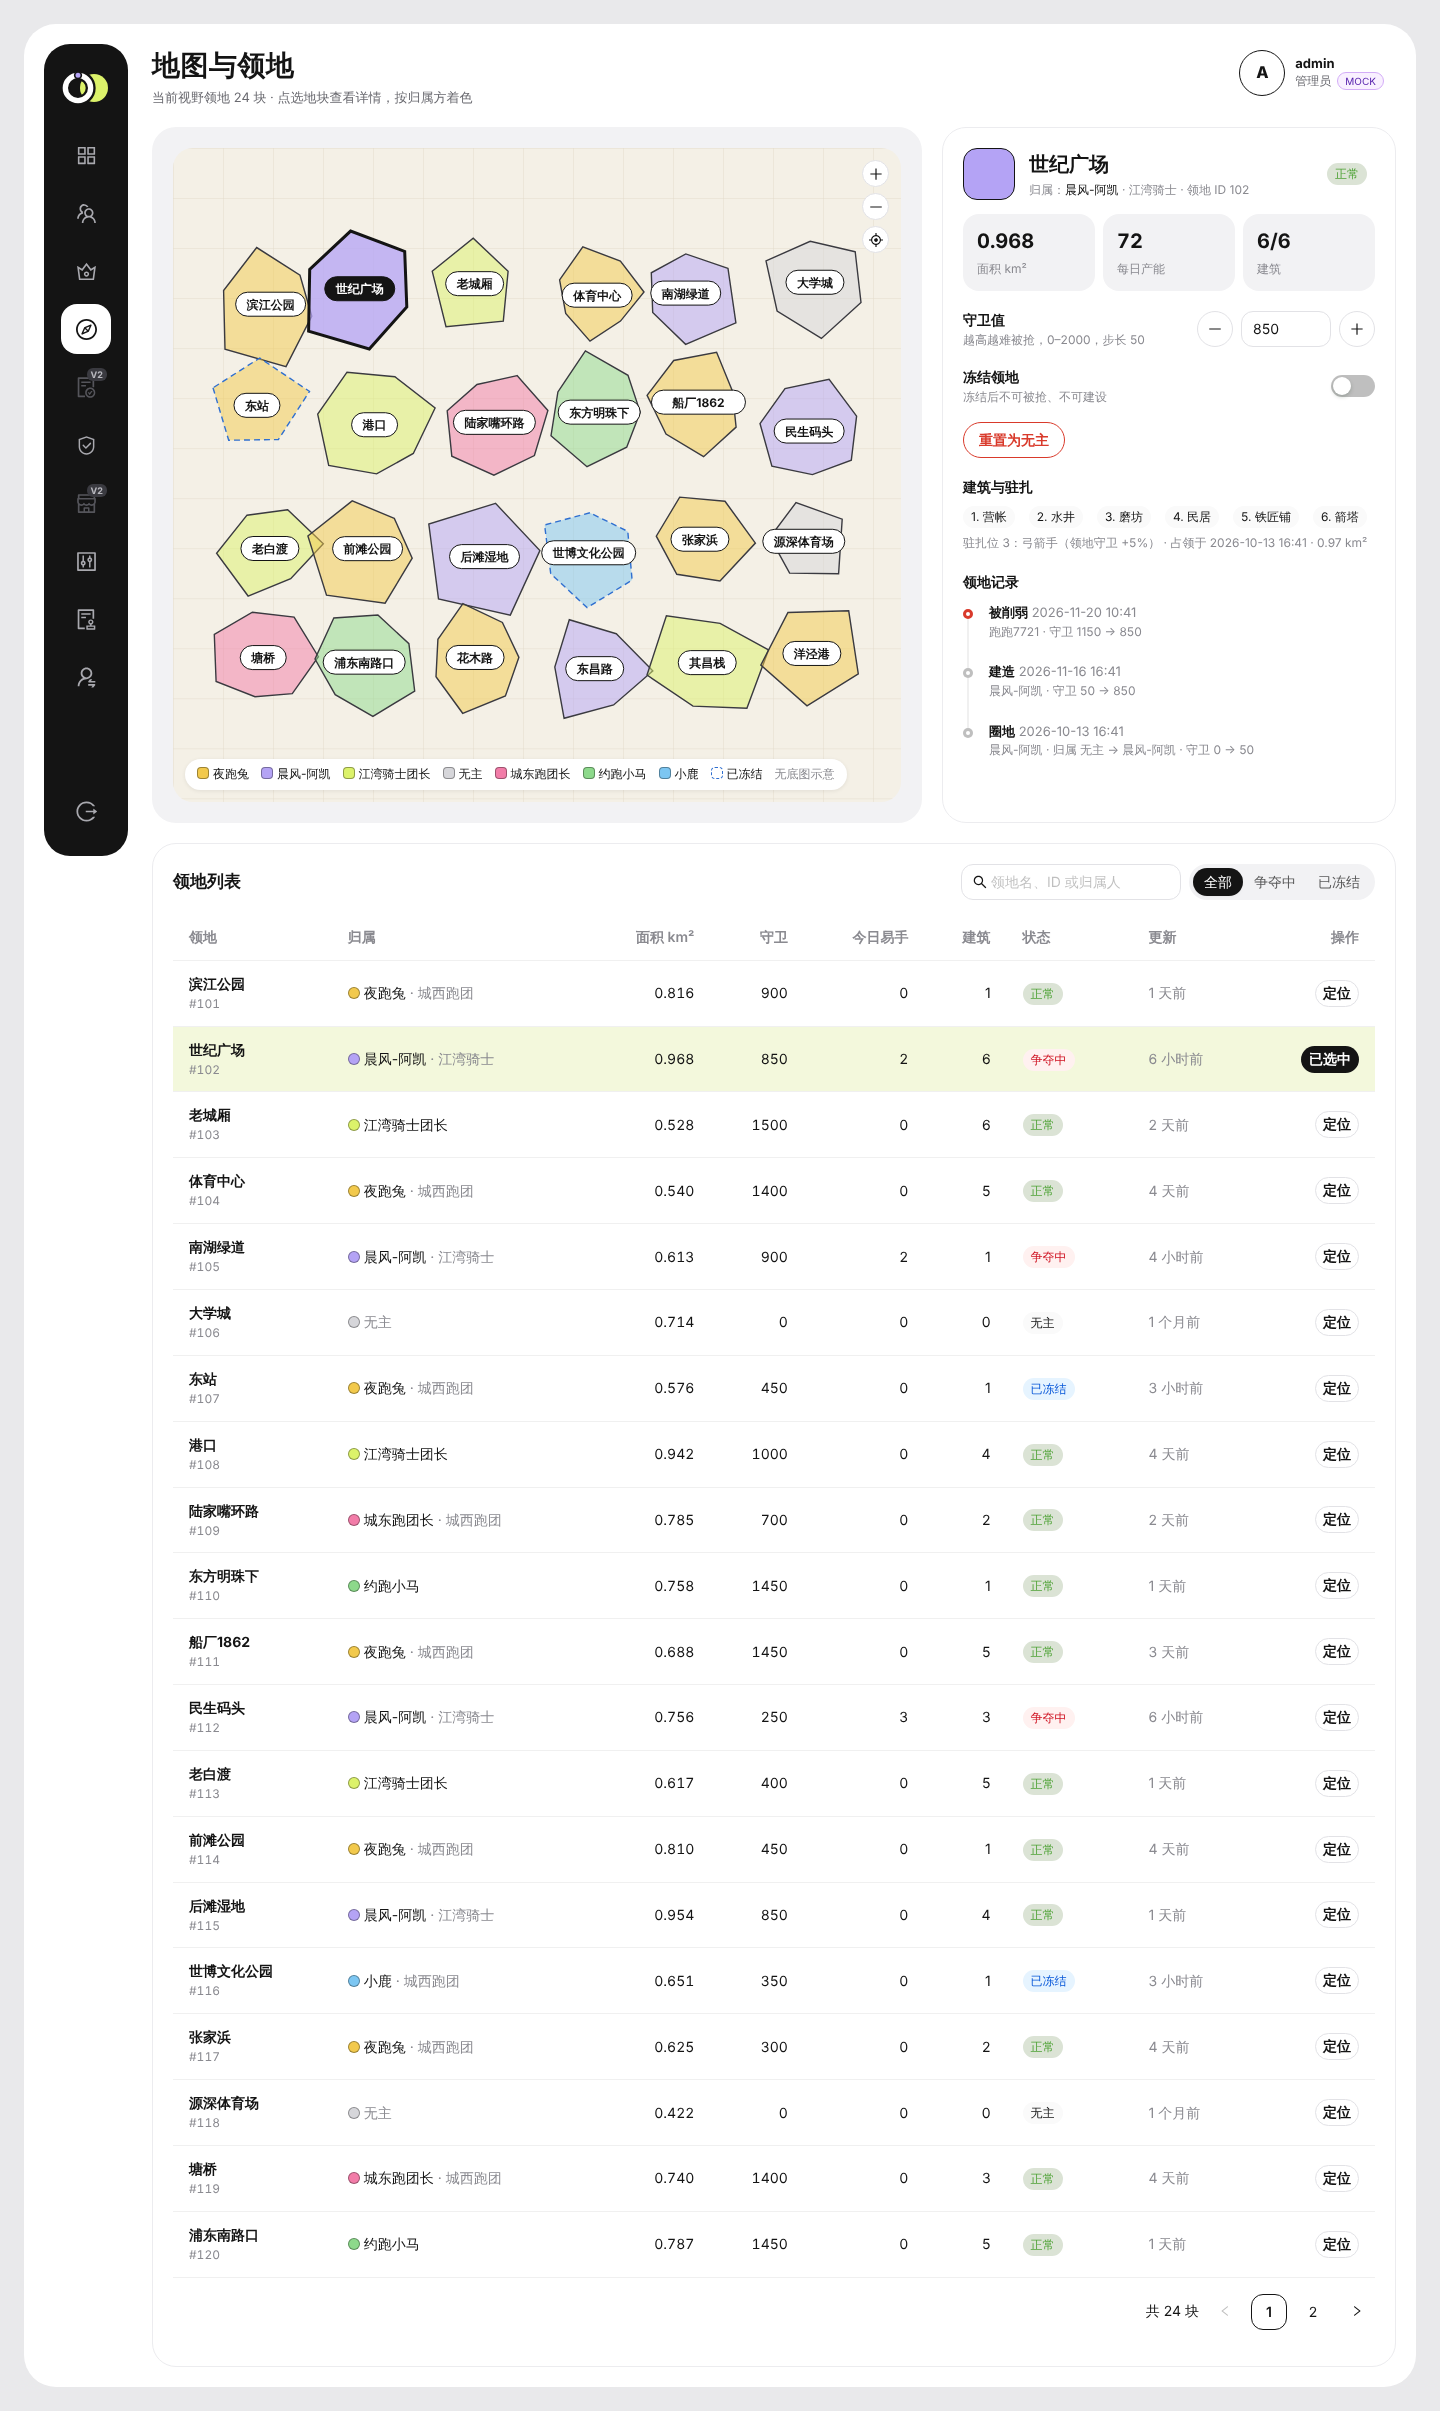 地图与领地
当前视野领地 24 块 · 点选地块查看详情，按归属方着色
A
admin
管理员 MOCK
V2
V2
滨江公园
世纪广场
老城厢
体育中心
南湖绿道
大学城
东站
港口
陆家嘴环路
东方明珠下
船厂1862
民生码头
老白渡
前滩公园
后滩湿地
世博文化公园
张家浜
源深体育场
塘桥
浦东南路口
花木路
东昌路
其昌栈
洋泾港
夜跑兔 晨风-阿凯 江湾骑士团长 无主 城东跑团长 约跑小马 小鹿 已冻结 无底图示意
世纪广场
归属：晨风-阿凯 · 江湾骑士 · 领地 ID 102
正常
0.968 72 6/6
面积 km² 每日产能 建筑
守卫值
越高越难被抢，0–2000，步长 50
850
冻结领地
冻结后不可被抢、不可建设
重置为无主
建筑与驻扎
1. 营帐 2. 水井 3. 磨坊 4. 民居 5. 铁匠铺 6. 箭塔
驻扎位 3：弓箭手（领地守卫 +5%） · 占领于 2026-10-13 16:41 · 0.97 km²
领地记录
被削弱 2026-11-20 10:41
跑跑7721 · 守卫 1150 → 850
建造 2026-11-16 16:41
晨风-阿凯 · 守卫 50 → 850
圈地 2026-10-13 16:41
晨风-阿凯 · 归属 无主 → 晨风-阿凯 · 守卫 0 → 50
领地列表
领地名、ID 或归属人
全部 争夺中 已冻结
领地 归属 面积 km² 守卫 今日易手 建筑 状态 更新 操作
滨江公园
#101
夜跑兔 · 城西跑团 0.816 900 0 1 正常 1 天前 定位
世纪广场
#102
晨风-阿凯 · 江湾骑士 0.968 850 2 6 争夺中 6 小时前 已选中
老城厢
#103
江湾骑士团长 0.528 1500 0 6 正常 2 天前 定位
体育中心
#104
夜跑兔 · 城西跑团 0.540 1400 0 5 正常 4 天前 定位
南湖绿道
#105
晨风-阿凯 · 江湾骑士 0.613 900 2 1 争夺中 4 小时前 定位
大学城
#106
无主 0.714 0 0 0 无主 1 个月前 定位
东站
#107
夜跑兔 · 城西跑团 0.576 450 0 1 已冻结 3 小时前 定位
港口
#108
江湾骑士团长 0.942 1000 0 4 正常 4 天前 定位
陆家嘴环路
#109
城东跑团长 · 城西跑团 0.785 700 0 2 正常 2 天前 定位
东方明珠下
#110
约跑小马 0.758 1450 0 1 正常 1 天前 定位
船厂1862
#111
夜跑兔 · 城西跑团 0.688 1450 0 5 正常 3 天前 定位
民生码头
#112
晨风-阿凯 · 江湾骑士 0.756 250 3 3 争夺中 6 小时前 定位
老白渡
#113
江湾骑士团长 0.617 400 0 5 正常 1 天前 定位
前滩公园
#114
夜跑兔 · 城西跑团 0.810 450 0 1 正常 4 天前 定位
后滩湿地
#115
晨风-阿凯 · 江湾骑士 0.954 850 0 4 正常 1 天前 定位
世博文化公园
#116
小鹿 · 城西跑团 0.651 350 0 1 已冻结 3 小时前 定位
张家浜
#117
夜跑兔 · 城西跑团 0.625 300 0 2 正常 4 天前 定位
源深体育场
#118
无主 0.422 0 0 0 无主 1 个月前 定位
塘桥
#119
城东跑团长 · 城西跑团 0.740 1400 0 3 正常 4 天前 定位
浦东南路口
#120
约跑小马 0.787 1450 0 5 正常 1 天前 定位
共 24 块 1 2